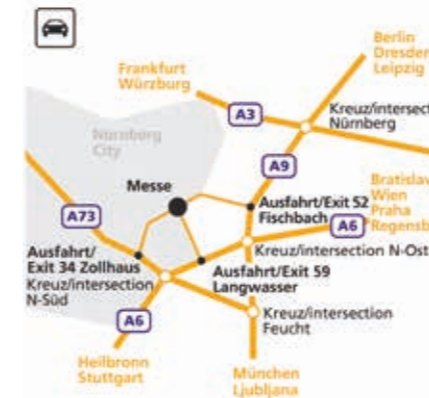 Berlin
Dresden
Leipzig
Frankfurt
Würzburg
A3
Kreuz/intersect
Nürnberg
Nürnberg
City
A9
Messe
Bratislav
Wien
Praha
Regensb
Ausfahrt/Exit 52
Fischbach
A6
A73
Kreuz/intersection N-Ost
Ausfahrt/
Exit 34 Zollhaus
Kreuz/intersection
N-Süd
Ausfahrt/Exit 59
Langwasser
A6
Kreuz/intersection
Feucht
Heilbronn
Stuttgart
München
Ljubljana